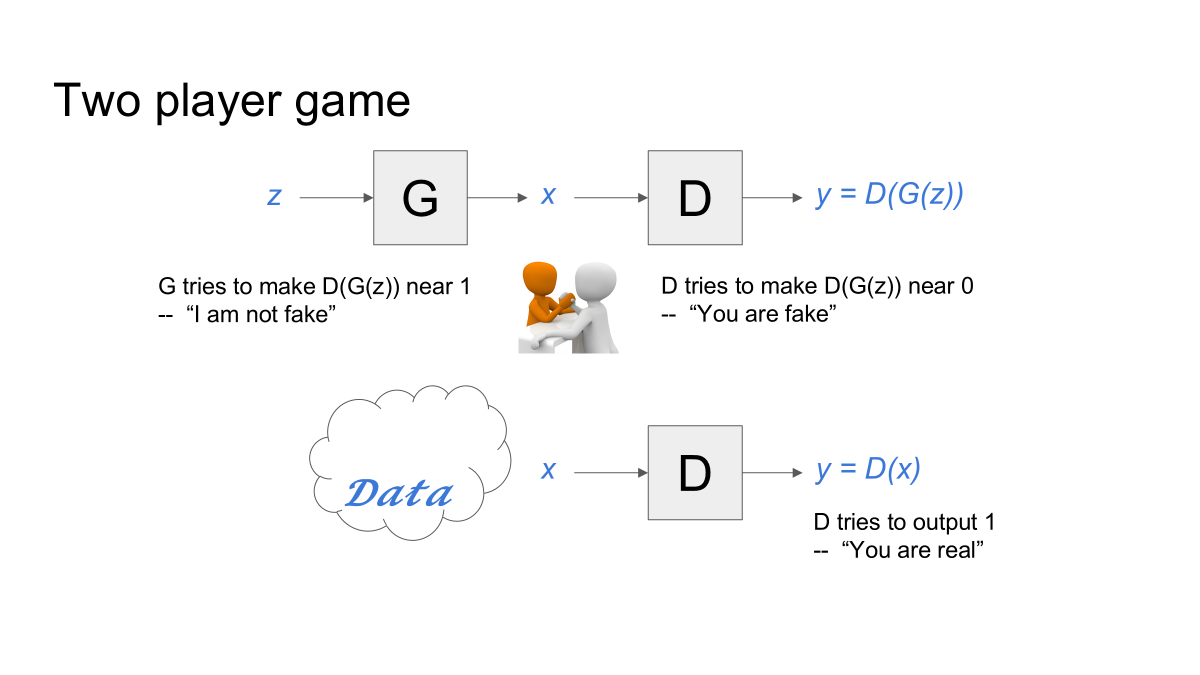 Two player game
z
G
x
D
y = D(G(z))
G tries to make D(G(z)) near 1
-- “I am not fake”
D tries to make D(G(z)) near 0
-- “You are fake”
Data
x
D
y = D(x)
D tries to output 1
-- “You are real”